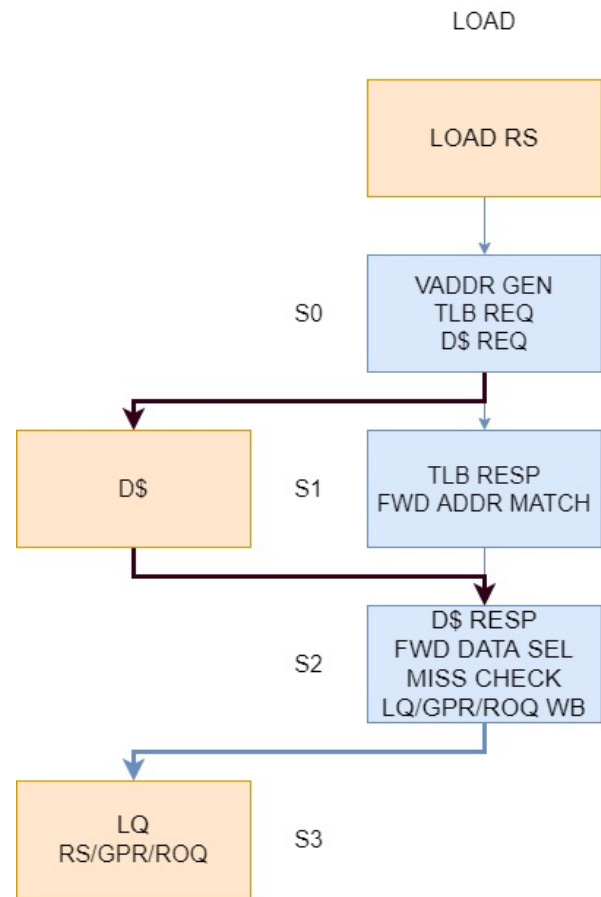 LOAD
LOAD RS
S0
VADDR GEN
TLB REQ
D$ REQ
D$
S1
TLB RESP
FWD ADDR MATCH
S2
D$ RESP
FWD DATA SEL
MISS CHECK
LQ/GPR/ROQ WB
LQ
RS/GPR/ROQ
S3